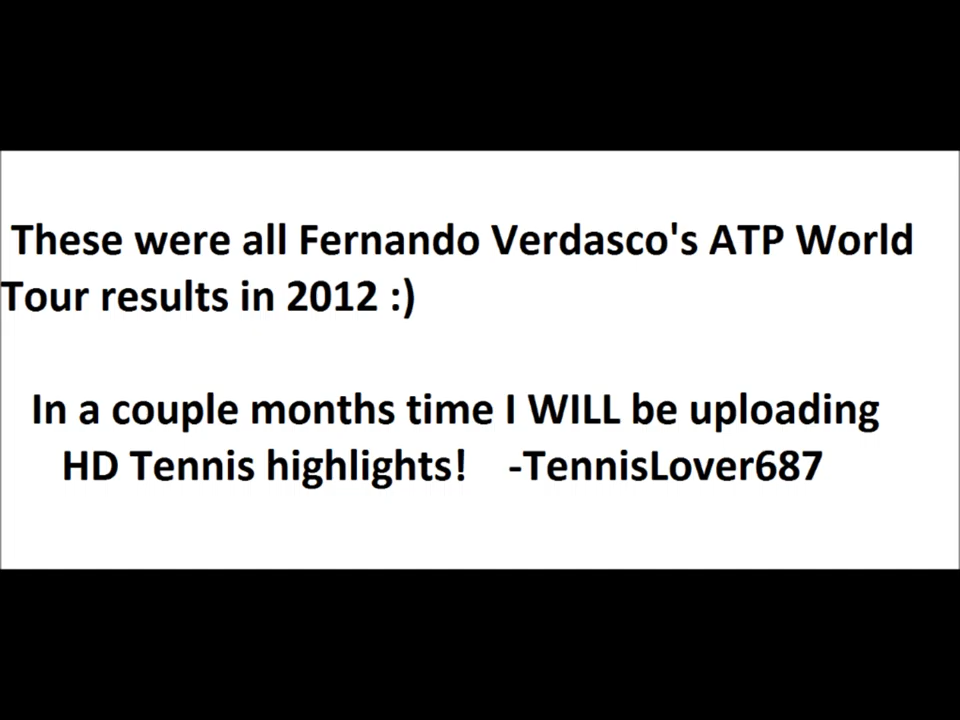 These were all Fernando Verdasco's ATP World
Tour results in 2012 :)
In a couple months time I WILL be uploading
HD Tennis highlights! -TennisLover687